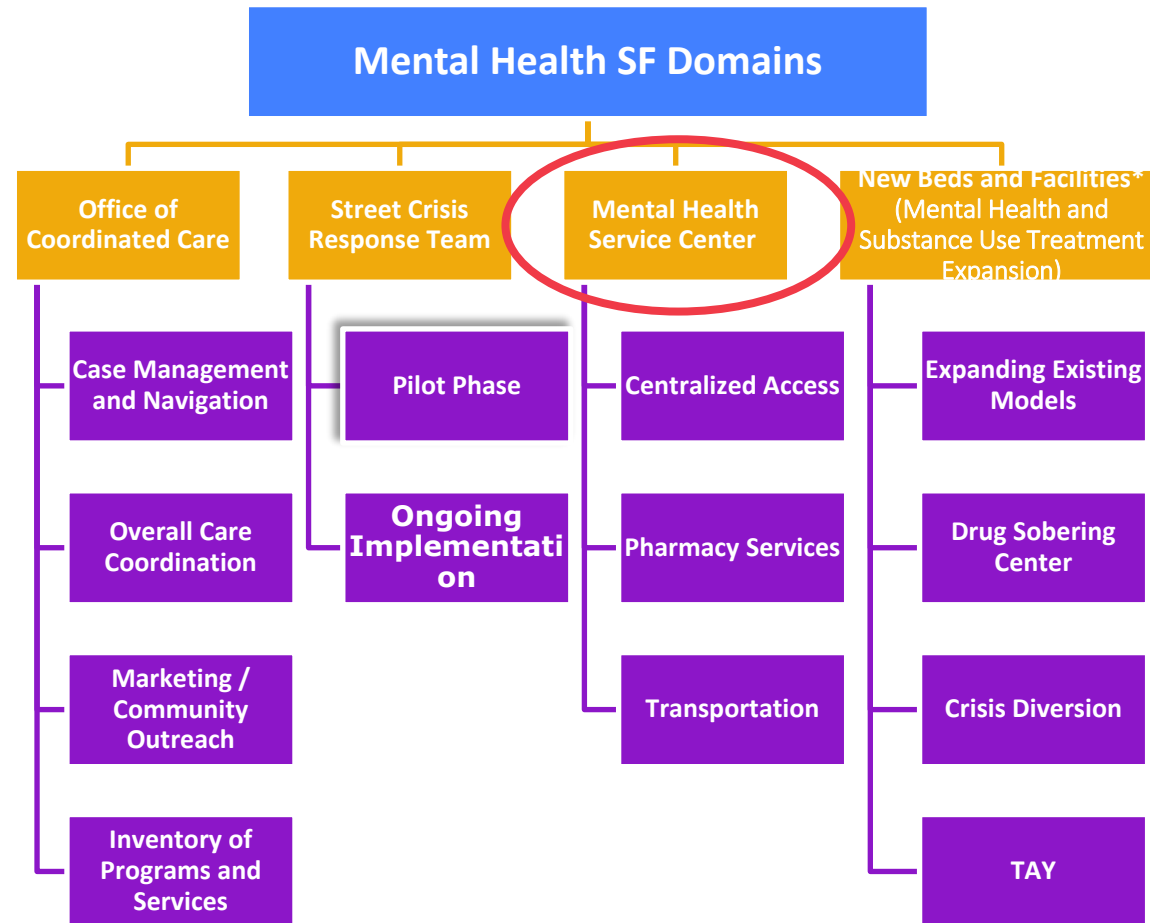 Mental Health SF Domains
Office of
Coordinated Care
Case Management
and Navigation
Overall Care
Coordination
Marketing /
Community
Outreach
Inventory of
Programs and
Services
Street Crisis
Response Team
Pilot Phase
Ongoing
Implementati
on
Mental Health
Service Center
Centralized Access
Pharmacy Services
Transportation
New Beds and Facilities*
(Mental Health and
Substance Use Treatment
Expansion)
Expanding Existing
Models
Drug Sobering
Center
Crisis Diversion
TAY